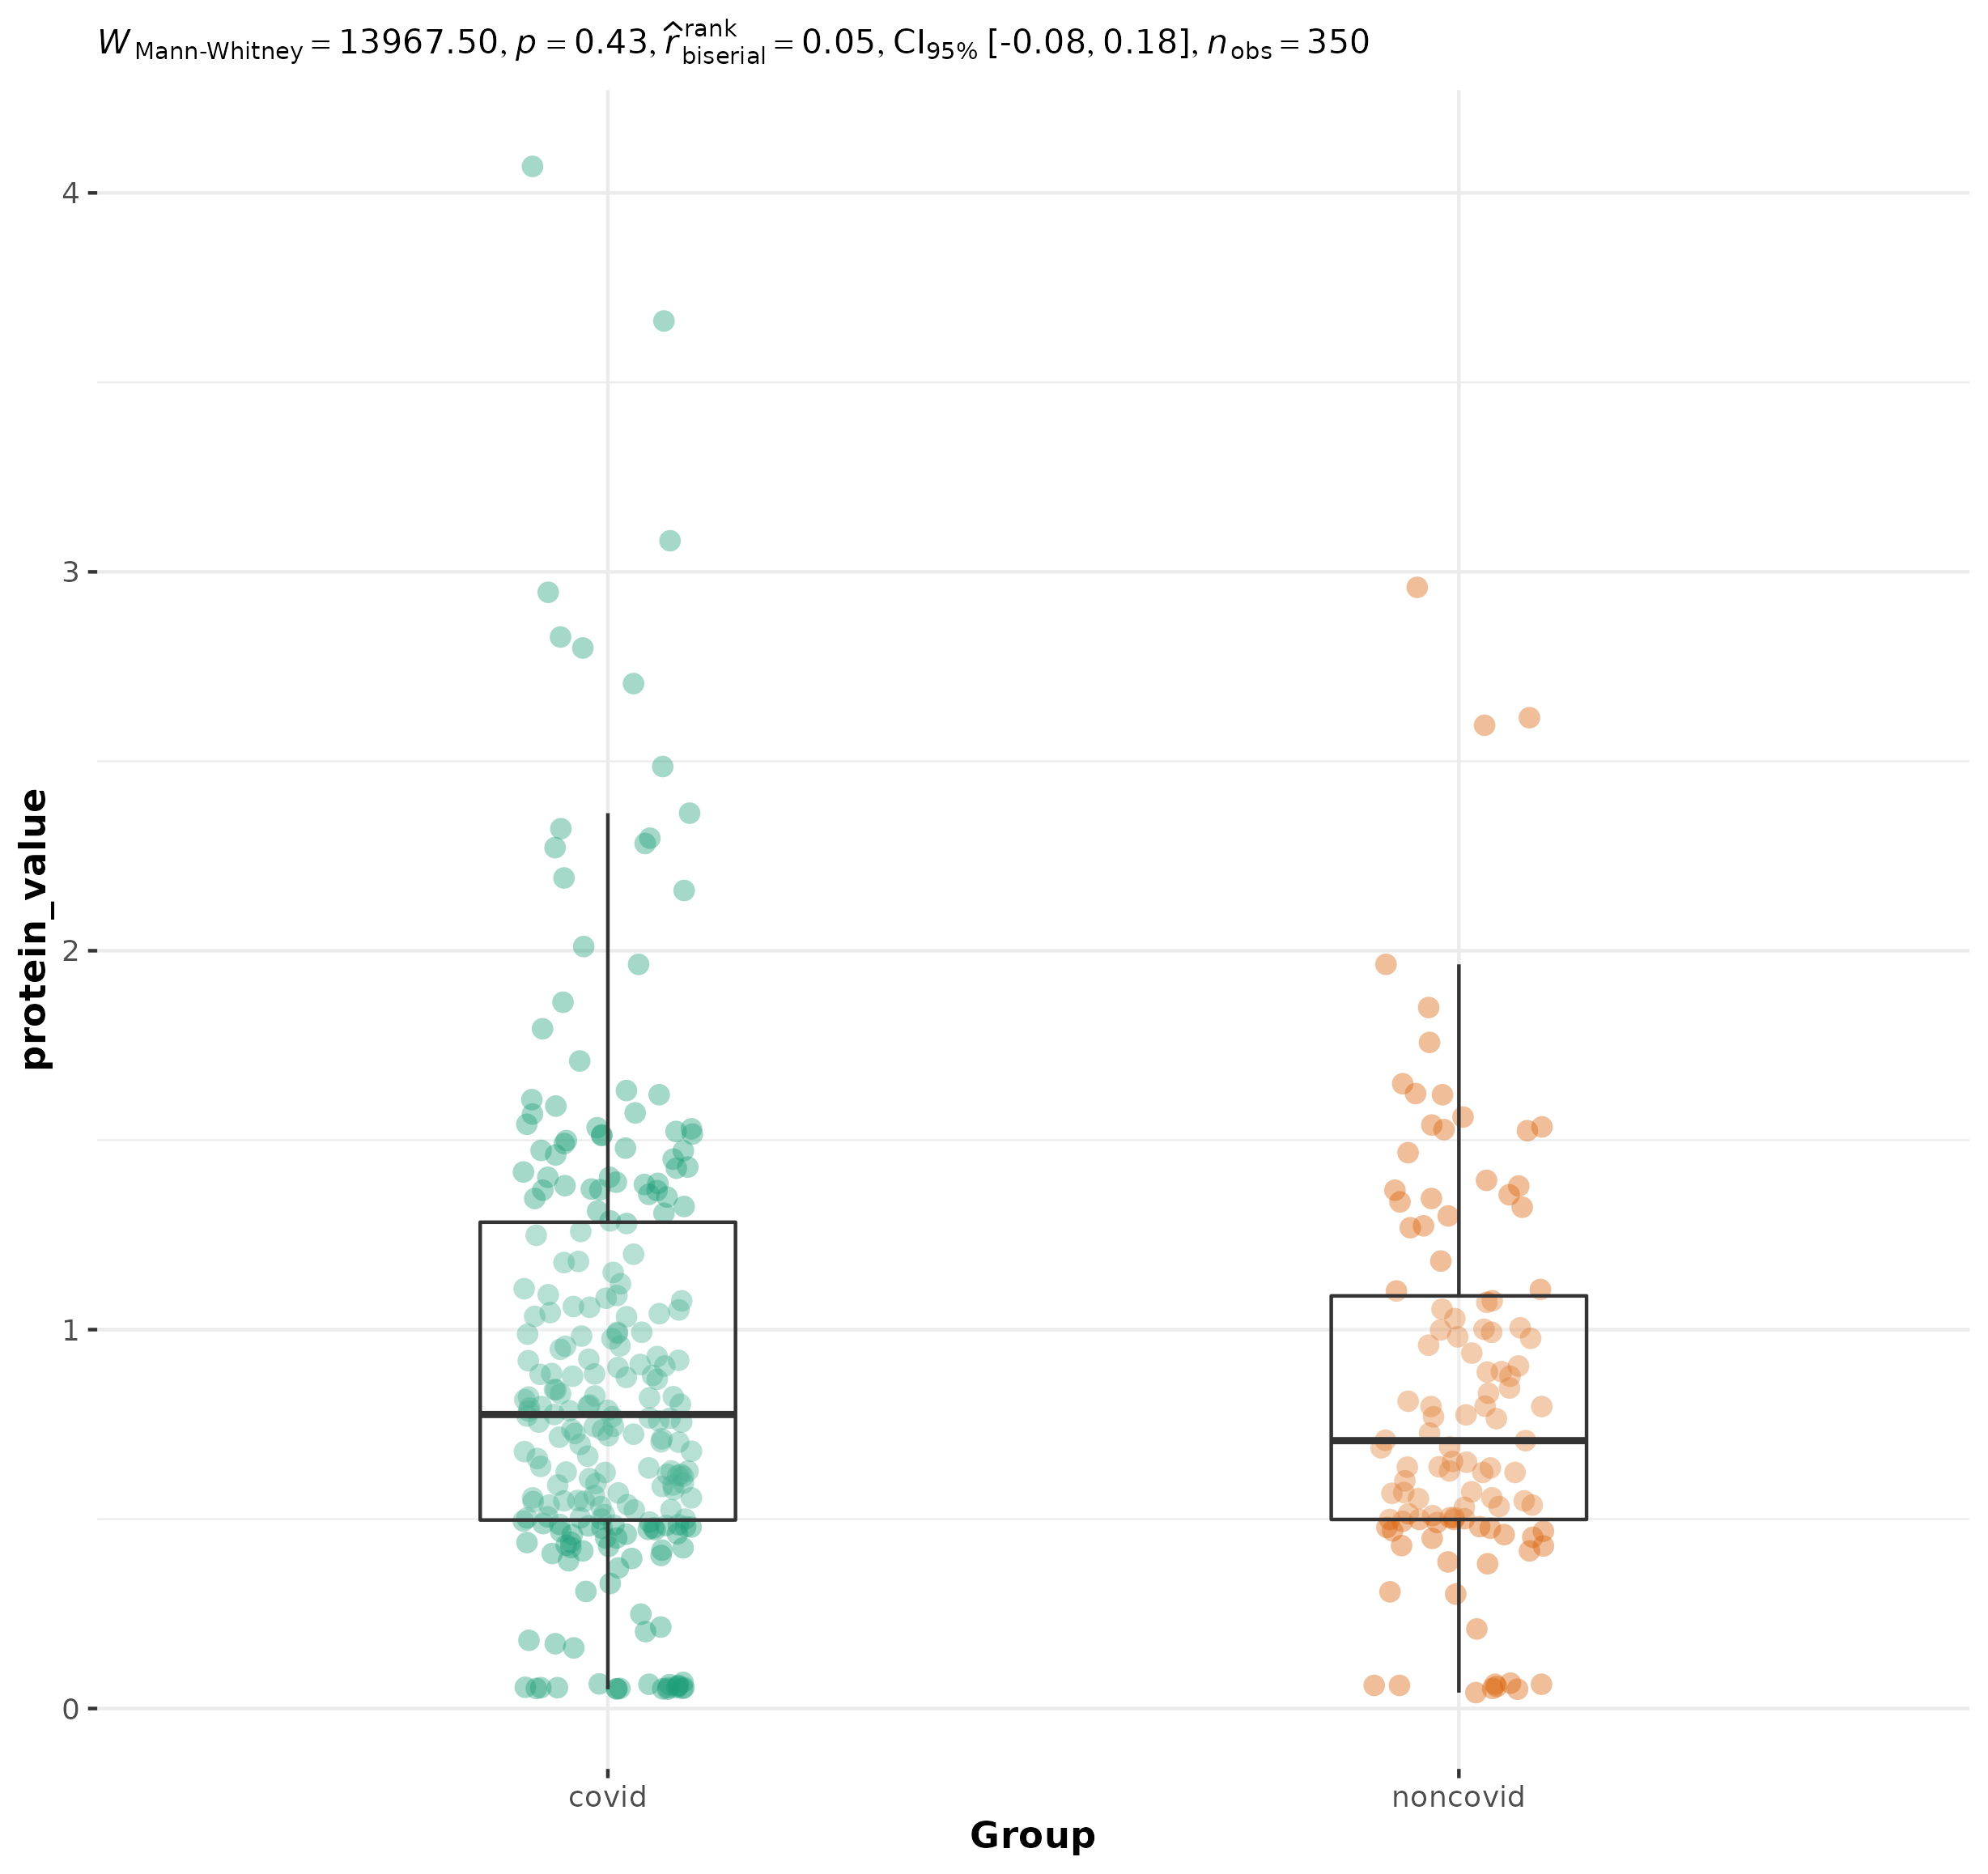 W Mann-Whitney = 13967.50, p = 0.43, r̂ rank biserial = 0.05, CI95% [-0.08, 0.18], n obs = 350
4
3
2
1
0
protein_value
covid noncovid
Group